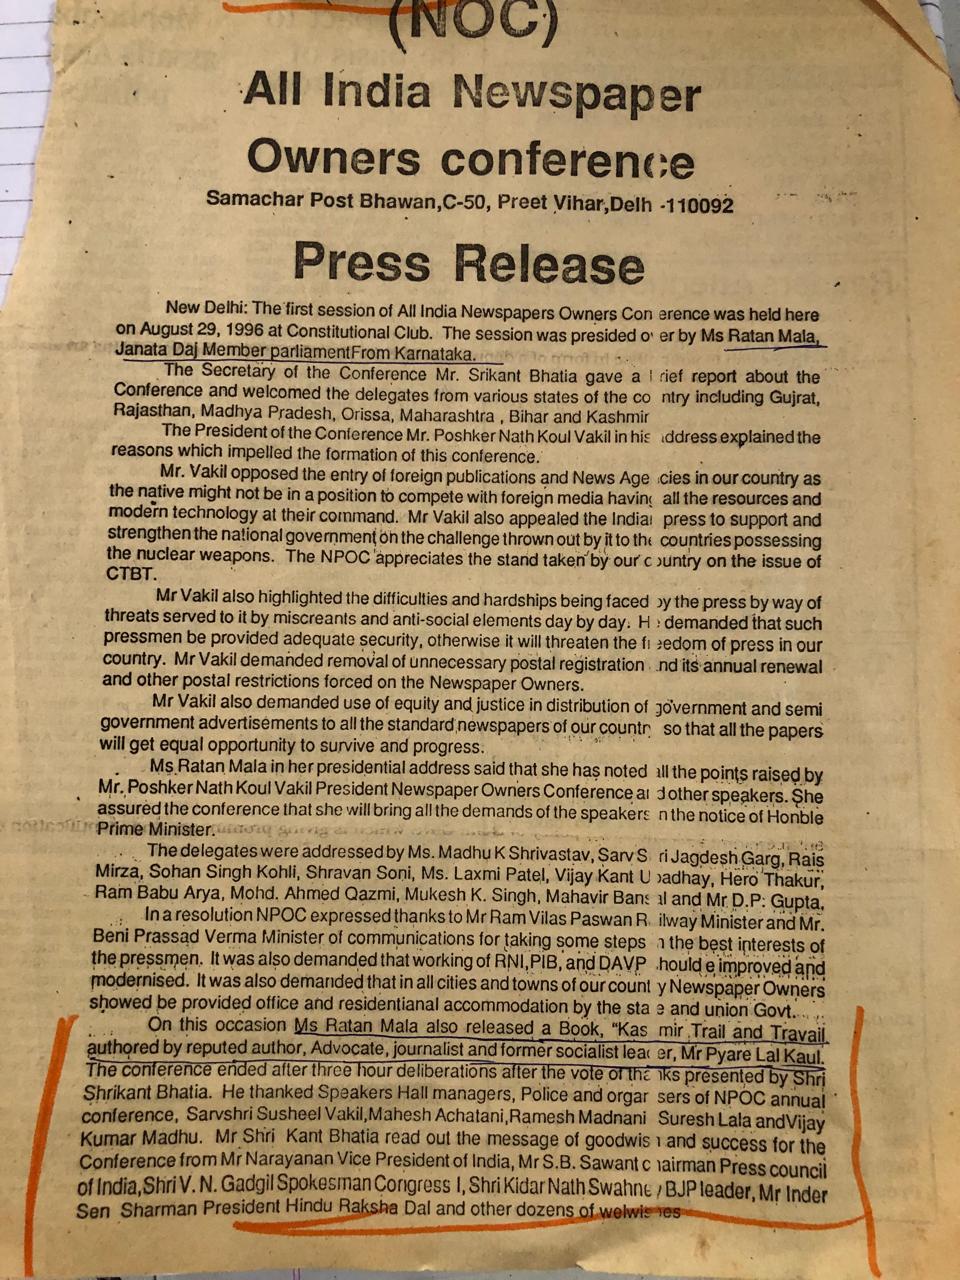 (NOC)
All India Newspaper
Owners conference
Samachar Post Bhawan,C-50, Preet Vihar,Delh -110092
Press Release
New Delhi: The first session of All India Newspapers Owners Con erence was held here
on August 29, 1996 at Constitutional Club. The session was presided o er by Ms Ratan Mala,
Janata Daj Member parliamentFrom Karnataka.
The Secretary of the Conference Mr. Srikant Bhatia gave a rief report about the
Conference and welcomed the delegates from various states of the co ntry including Gujrat,
Rajasthan, Madhya Pradesh, Orissa, Maharashtra , Bihar and Kashmir
The President of the Conference Mr. Poshker Nath Koul Vakil in his address explained the
reasons which impelled the formation of this conference.
Mr. Vakil opposed the entry of foreign publications and News Age cies in our country as
the native might not be in a position to compete with foreign media having all the resources and
modern technology at their command. Mr Vakil also appealed the Indian press to support and
strengthen the national government on the challenge thrown out by it to the countries possessing
the nuclear weapons. The NPOC appreciates the stand taken by our country on the issue of
CTBT.
Mr Vakil also highlighted the difficulties and hardships being faced by the press by way of
threats served to it by miscreants and anti-social elements day by day. He demanded that such
pressmen be provided adequate security, otherwise it will threaten the freedom of press in our
country. Mr Vakil demanded removal of unnecessary postal registration and its annual renewal
and other postal restrictions forced on the Newspaper Owners.
Mr Vakil also demanded use of equity and justice in distribution of government and semi
government advertisements to all the standard newspapers of our countr so that all the papers
will get equal opportunity to survive and progress.
Ms Ratan Mala in her presidential address said that she has noted all the points raised by
Mr. Poshker Nath Koul Vakil President Newspaper Owners Conference and other speakers. She
assured the conference that she will bring all the demands of the speakers in the notice of Honble
Prime Minister.
The delegates were addressed by Ms. Madhu K Shrivastav, SarvS ri Jagdesh Garg, Rais
Mirza, Sohan Singh Kohli, Shravan Soni, Ms. Laxmi Patel, Vijay Kant Upadhay, Hero Thakur,
Ram Babu Arya, Mohd. Ahmed Qazmi, Mukesh K. Singh, Mahavir Bansal and Mr D.P: Gupta,
In a resolution NPOC expressed thanks to Mr Ram Vilas Paswan R ilway Minister and Mr.
Beni Prassad Verma Minister of communications for taking some steps in the best interests of
the pressmen. It was also demanded that working of RNI,PIB, and DAVP should e improved and
modernised. It was also demanded that in all cities and towns of our count y Newspaper Owners
showed be provided office and residentianal accommodation by the sta e and union Govt.
On this occasion Ms Ratan Mala also released a Book, "Kas mir Trail and Travail
authored by reputed author, Advocate, journalist and former socialist leader, Mr Pyare Lal Kaul.
The conference ended after three hour deliberations after the vote of thanks presented by Shri
Shrikant Bhatia. He thanked Speakers Hall managers, Police and organ sers of NPOC annual
conference, Sarvshri Susheel Vakil,Mahesh Achatani,Ramesh Madnani Suresh Lala andVijay
Kumar Madhu. Mr Shri Kant Bhatia read out the message of goodwish and success for the
Conference from Mr Narayanan Vice President of India, Mr S.B. Sawant chairman Press council
of India,Shri V. N. Gadgil Spokesman Congress I, Shri Kidar Nath Swahney BJP leader, Mr Inder
Sen Sharman President Hindu Raksha Dal and other dozens of welwishes